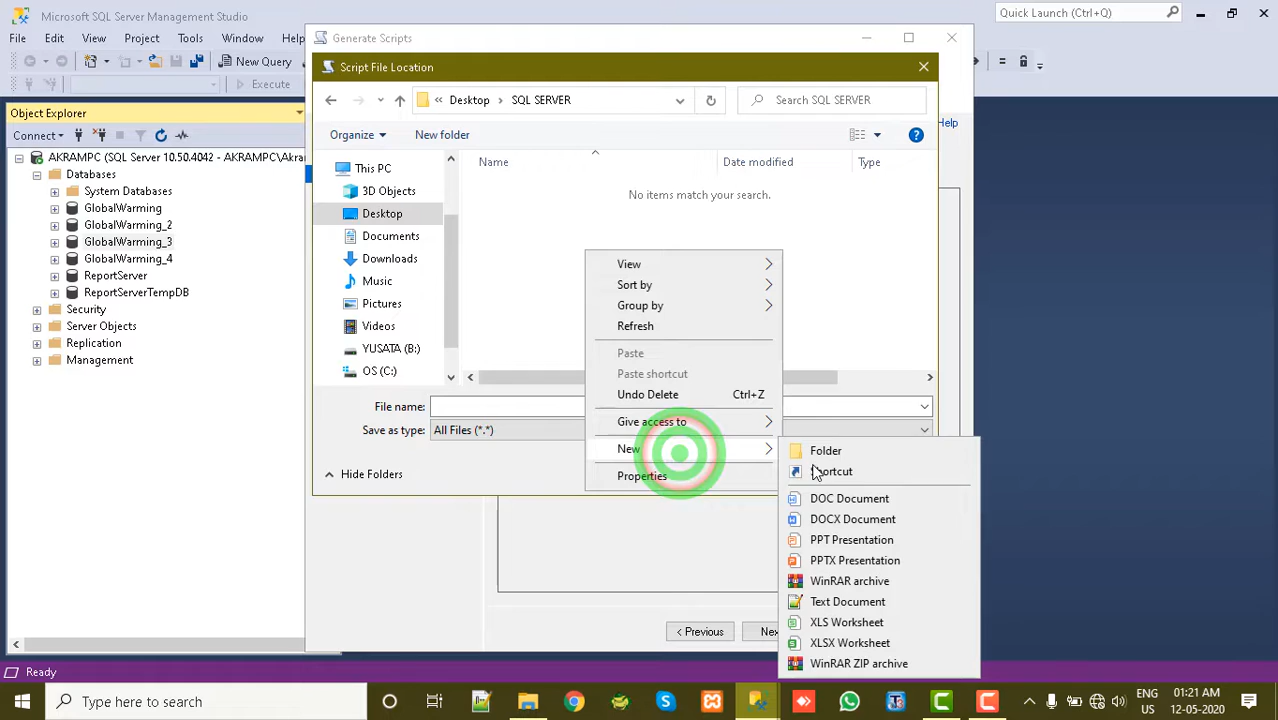 Microsoft SQL Server Management Studio
Quick Launch (Ctrl+Q)
File Edit View Project Tools Window Help
New Query
Execute
Generate Scripts
Help
Script File Location
« Desktop › SQL SERVER
Search SQL SERVER
Organize
New folder
This PC
3D Objects
Desktop
Documents
Downloads
Music
Pictures
Videos
YUSATA (B:)
OS (C:)
Name
Date modified
Type
No items match your search.
File name:
Save as type:
All Files (*.*)
Hide Folders
Object Explorer
Connect
AKRAMPC (SQL Server 10.50.4042 - AKRAMPC\Akra
Databases
System Databases
GlobalWarming
GlobalWarming_2
GlobalWarming_3
GlobalWarming_4
ReportServer
ReportServerTempDB
Security
Server Objects
Replication
Management
View
Sort by
Group by
Refresh
Paste
Paste shortcut
Undo Delete Ctrl+Z
Give access to
New
Properties
Folder
Shortcut
DOC Document
DOCX Document
PPT Presentation
PPTX Presentation
WinRAR archive
Text Document
XLS Worksheet
XLSX Worksheet
WinRAR ZIP archive
< Previous
Nex
Ready
Type here to search
ENG
US
01:21 AM
12-05-2020